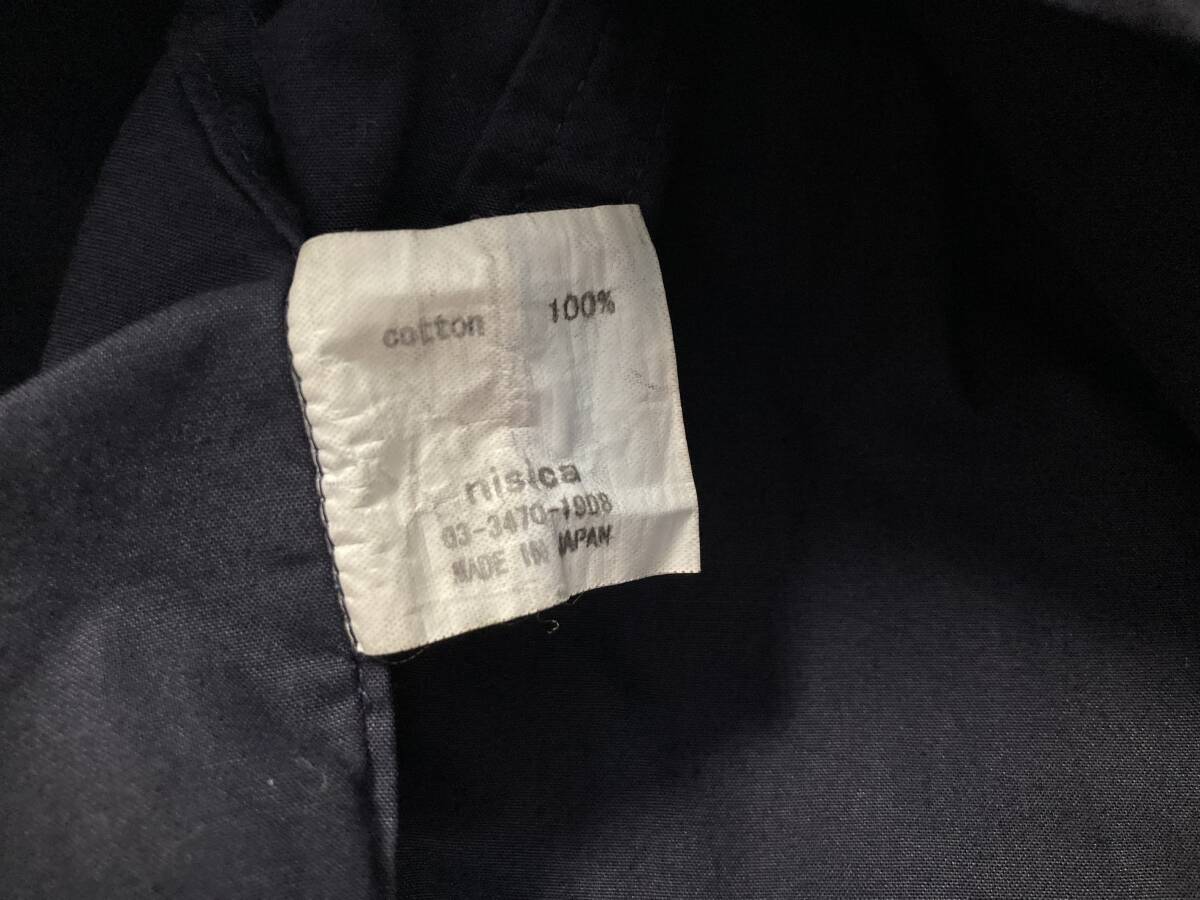 cotton 100%
nisica
03-3470-1908
MADE IN JAPAN